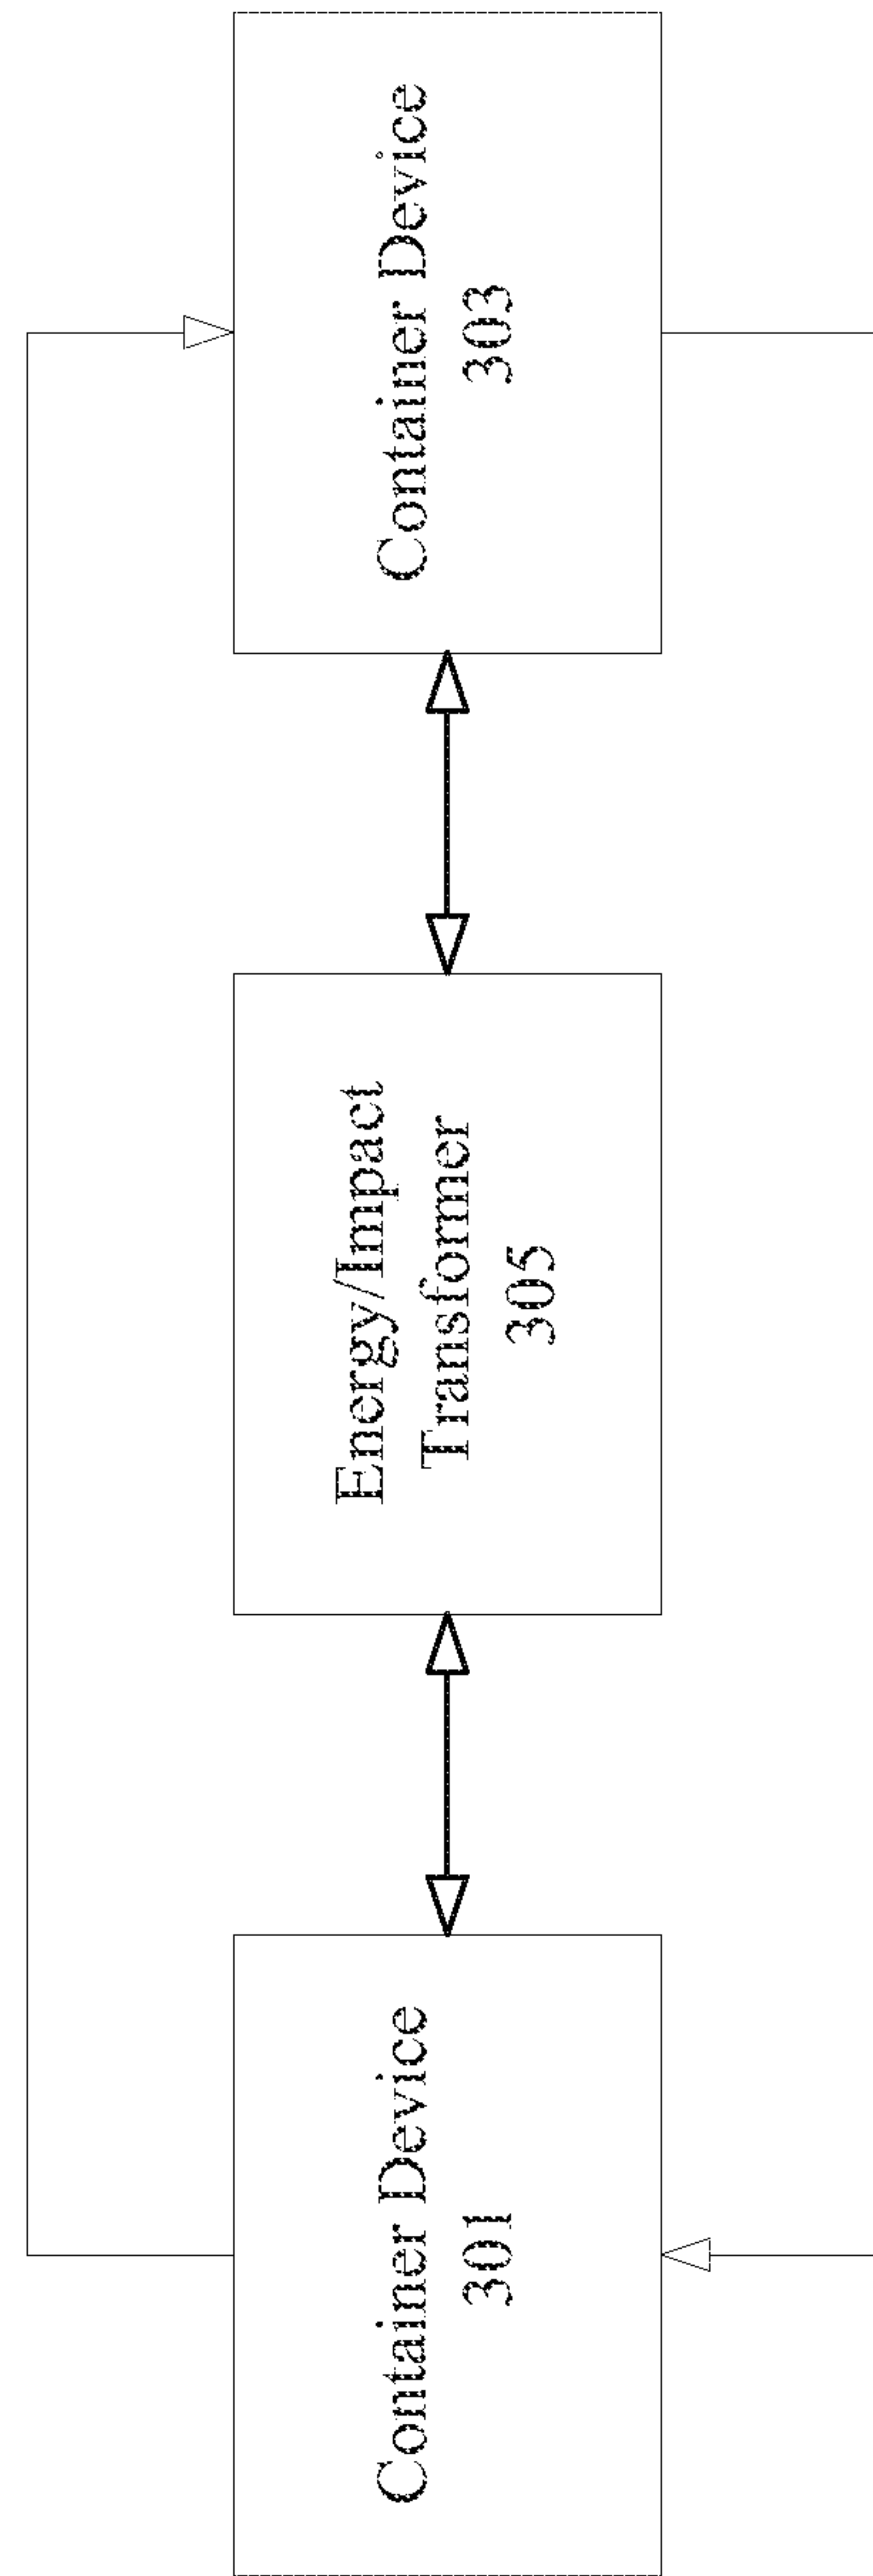 Container Device
301
Energy/Impact
Transformer
305
Container Device
303